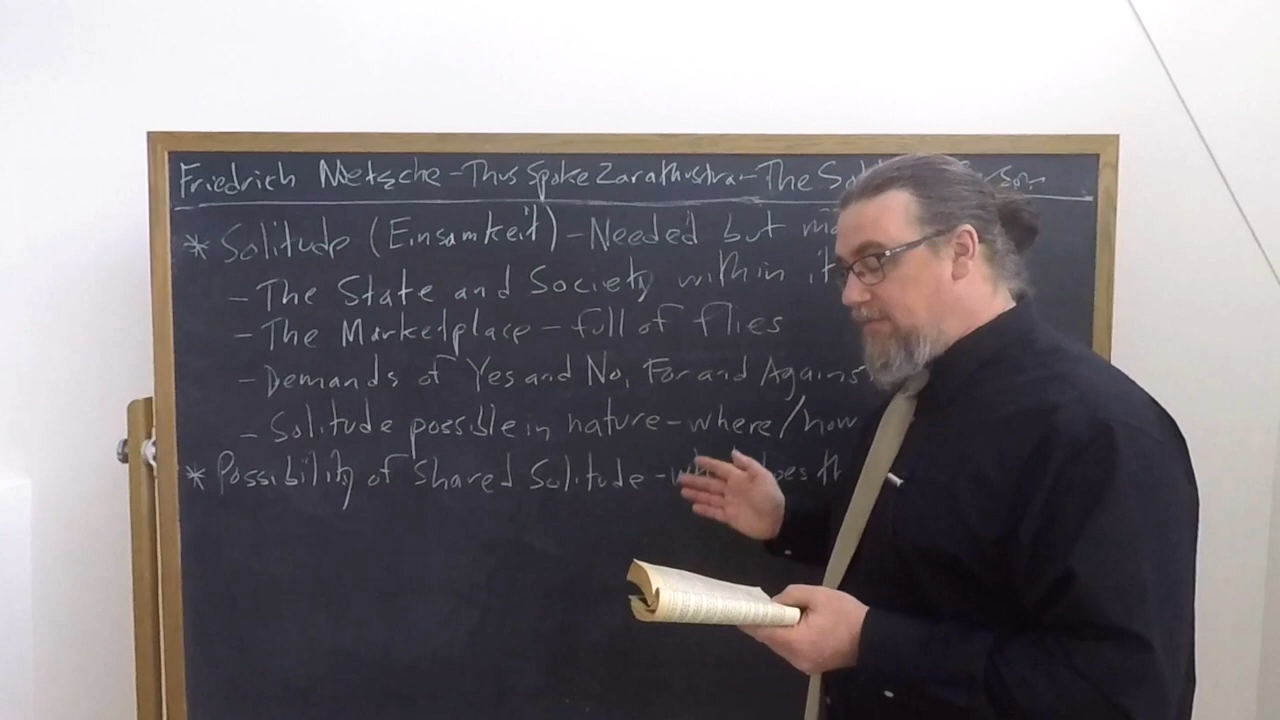 Friedrich Nietzsche - Thus Spoke Zarathustra - The
* Solitude (Einsamkeit) - Needed but
- The State and Society within
- The Marketplace - full of flies
- Demands of Yes and No, For and Against
- Solitude possible in nature - where/how
* Possibility of Shared Solitude -